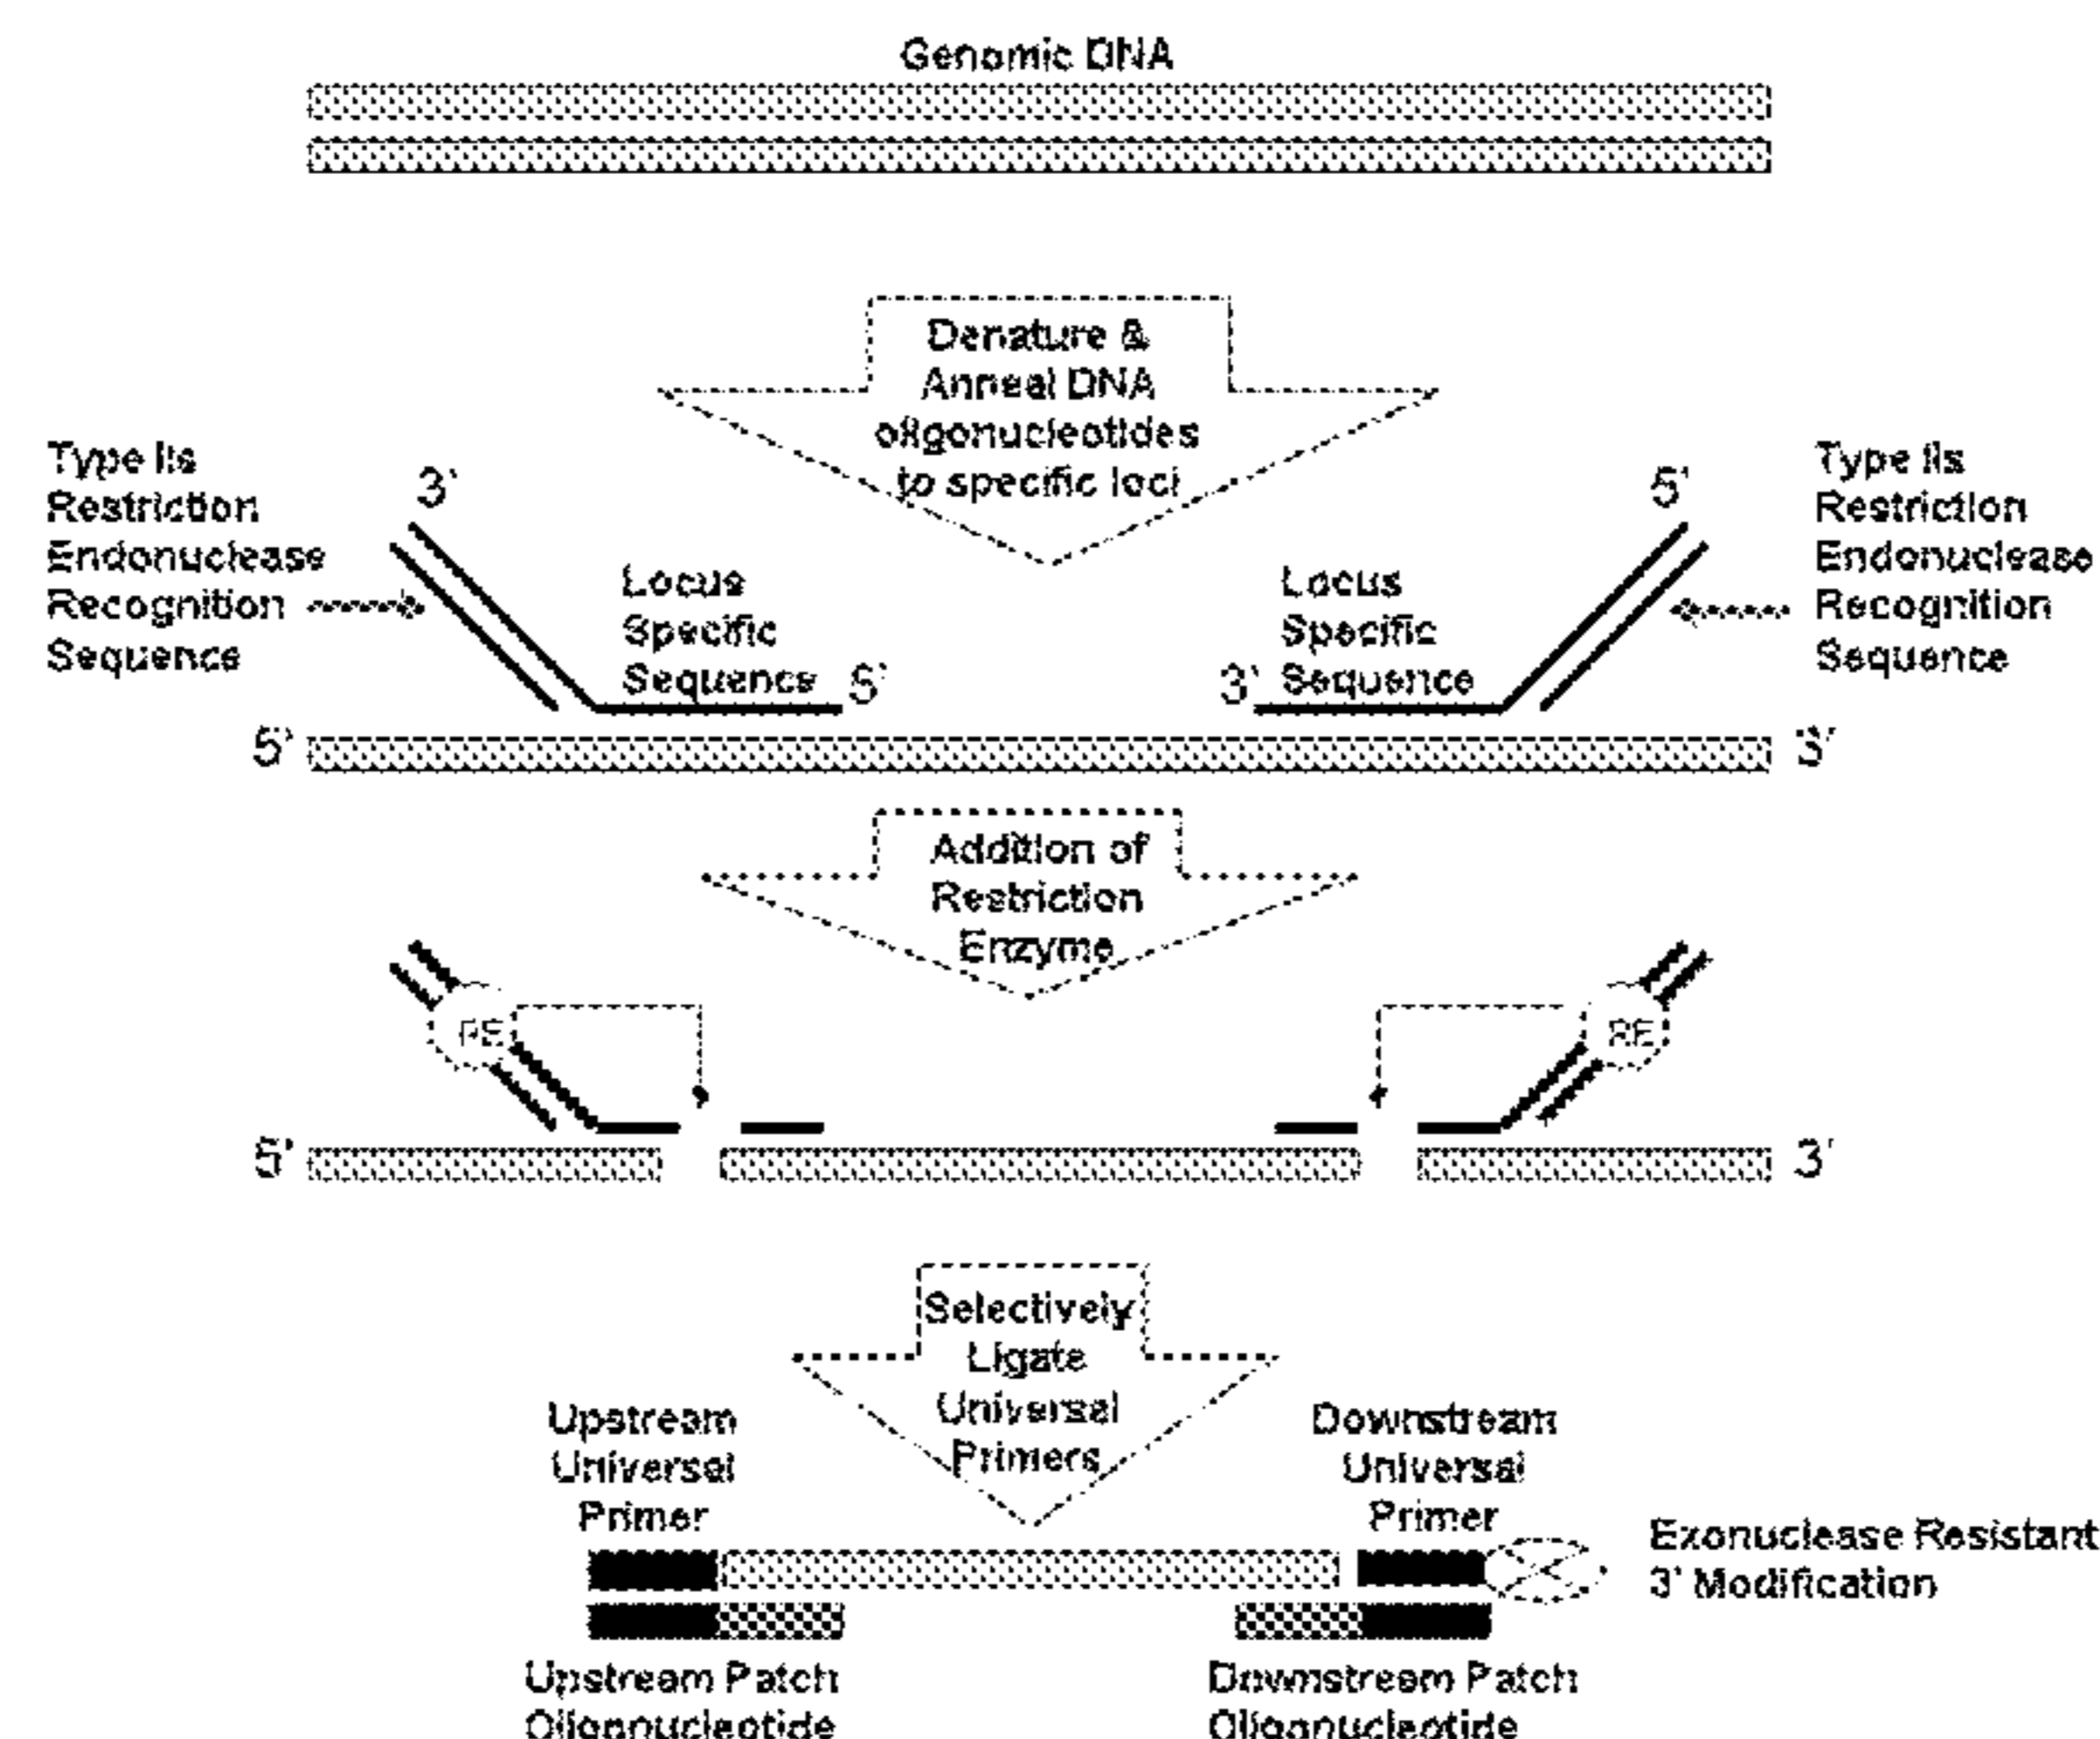 Genomic DNA
Denature &
Anneal DNA
oligonucleotides
to specific loci
Type IIs
Restriction
Endonuclease
Recognition
Sequence
3'
Locus
Specific
Sequence 5'
Locus
Specific
3' Sequence
5'
Type IIs
Restriction
Endonuclease
Recognition
Sequence
5'
3'
Addition of
Restriction
Enzyme
RE
RE
5'
3'
Selectively
Ligate
Universal
Primers
Upstream
Universal
Primer
Downstream
Universal
Primer
Exonuclease Resistant
3' Modification
Upstream Patch
Oligonucleotide
Downstream Patch
Oligonucleotide